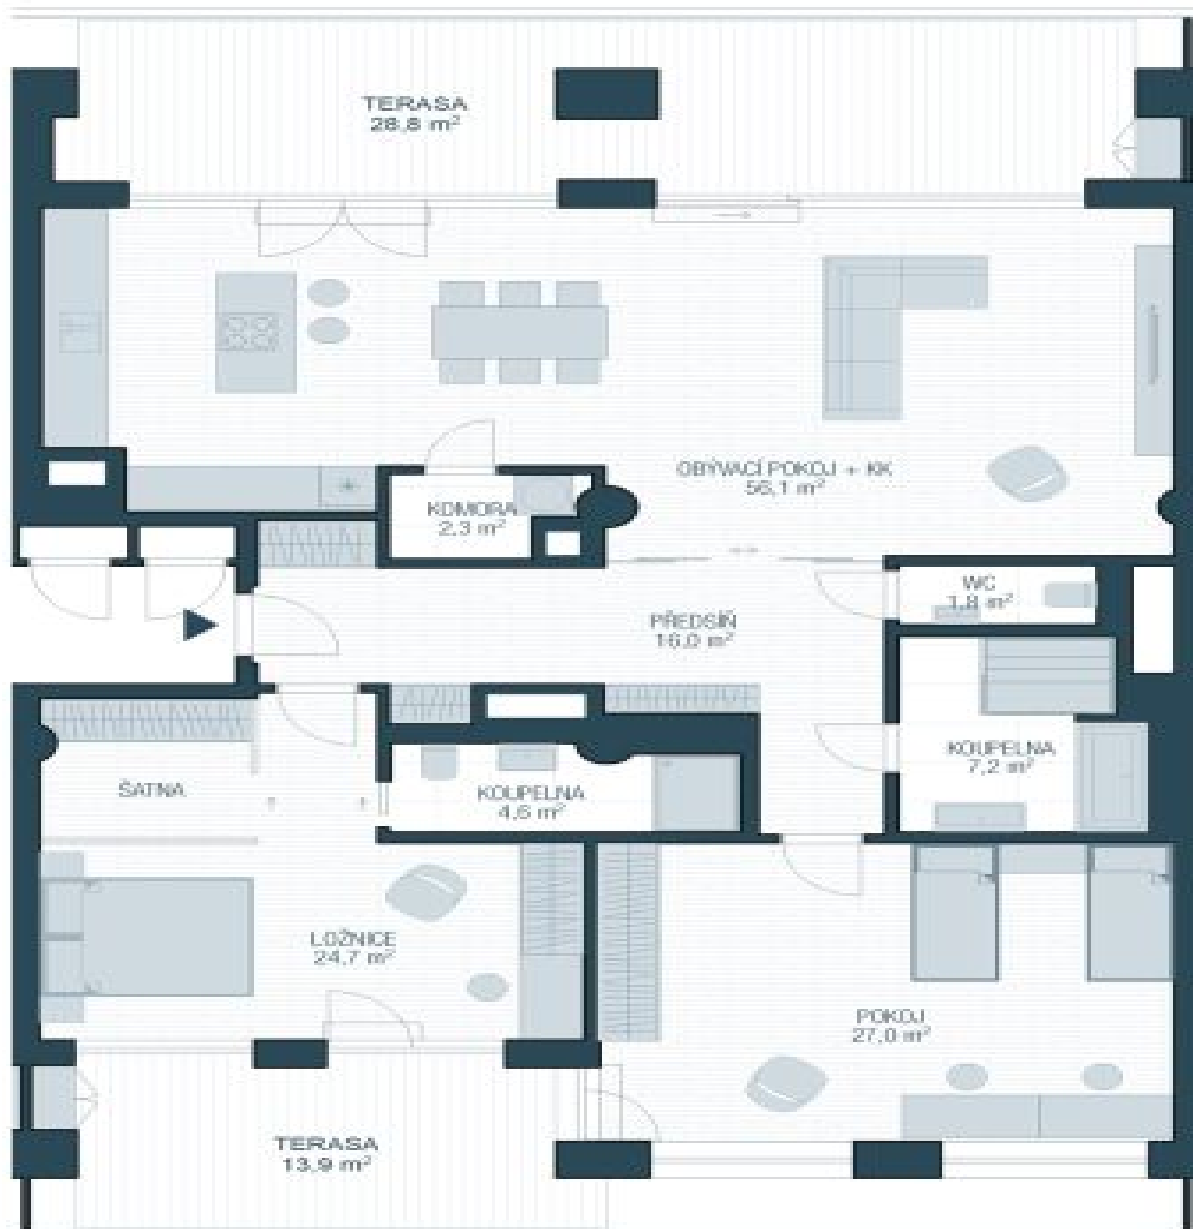 TERASA
28,8 m²
OBÝVACÍ POKOJ + KK
56,1 m²
KOMORA
2,3 m²
WC
1,8 m²
PŘEDSÍŇ
16,0 m²
KOUPELNA
7,2 m²
ŠATNA
KOUPELNA
4,6 m²
LOŽNICE
24,7 m²
POKOJ
27,0 m²
TERASA
13,9 m²